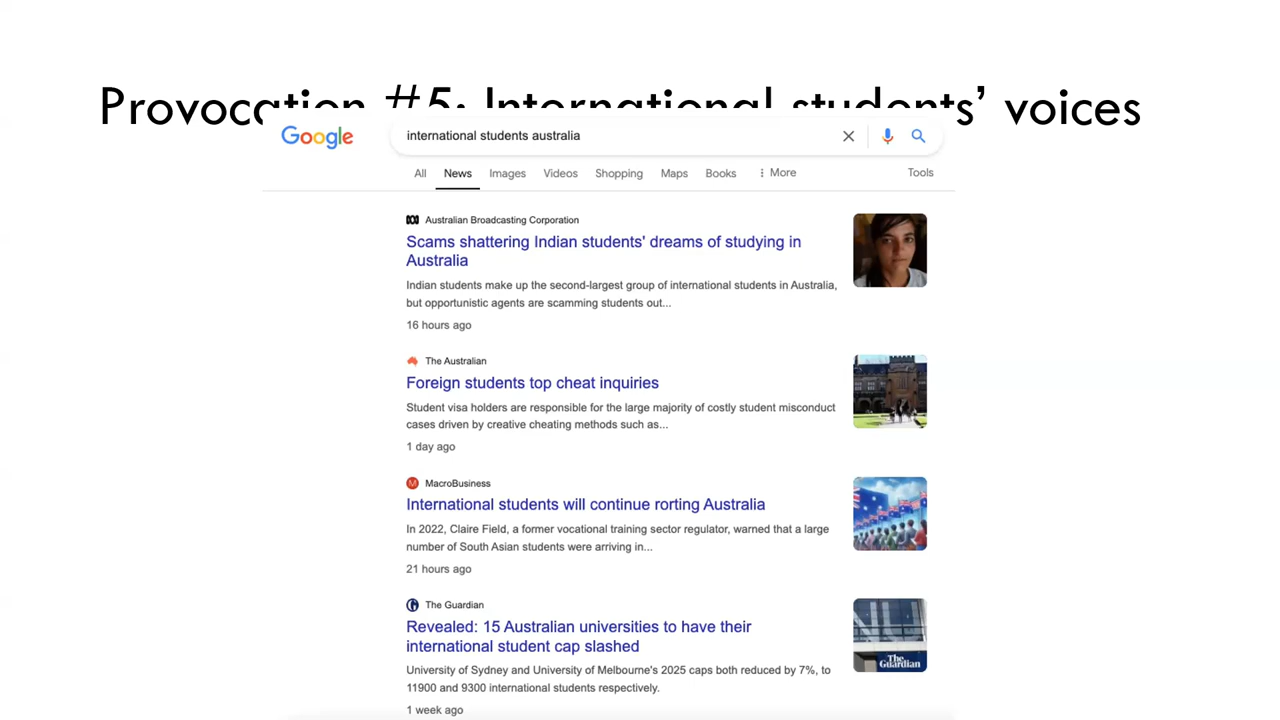 Provocation #5: International students' voices
Google
international students australia
All News Images Videos Shopping Maps Books More Tools
Australian Broadcasting Corporation
Scams shattering Indian students' dreams of studying in
Australia
Indian students make up the second-largest group of international students in Australia,
but opportunistic agents are scamming students out...
16 hours ago
The Australian
Foreign students top cheat inquiries
Student visa holders are responsible for the large majority of costly student misconduct
cases driven by creative cheating methods such as...
1 day ago
M
MacroBusiness
International students will continue rorting Australia
In 2022, Claire Field, a former vocational training sector regulator, warned that a large
number of South Asian students were arriving in...
21 hours ago
The Guardian
Revealed: 15 Australian universities to have their
international student cap slashed
The
Guardian
University of Sydney and University of Melbourne's 2025 caps both reduced by 7%, to
11900 and 9300 international students respectively.
1 week ago